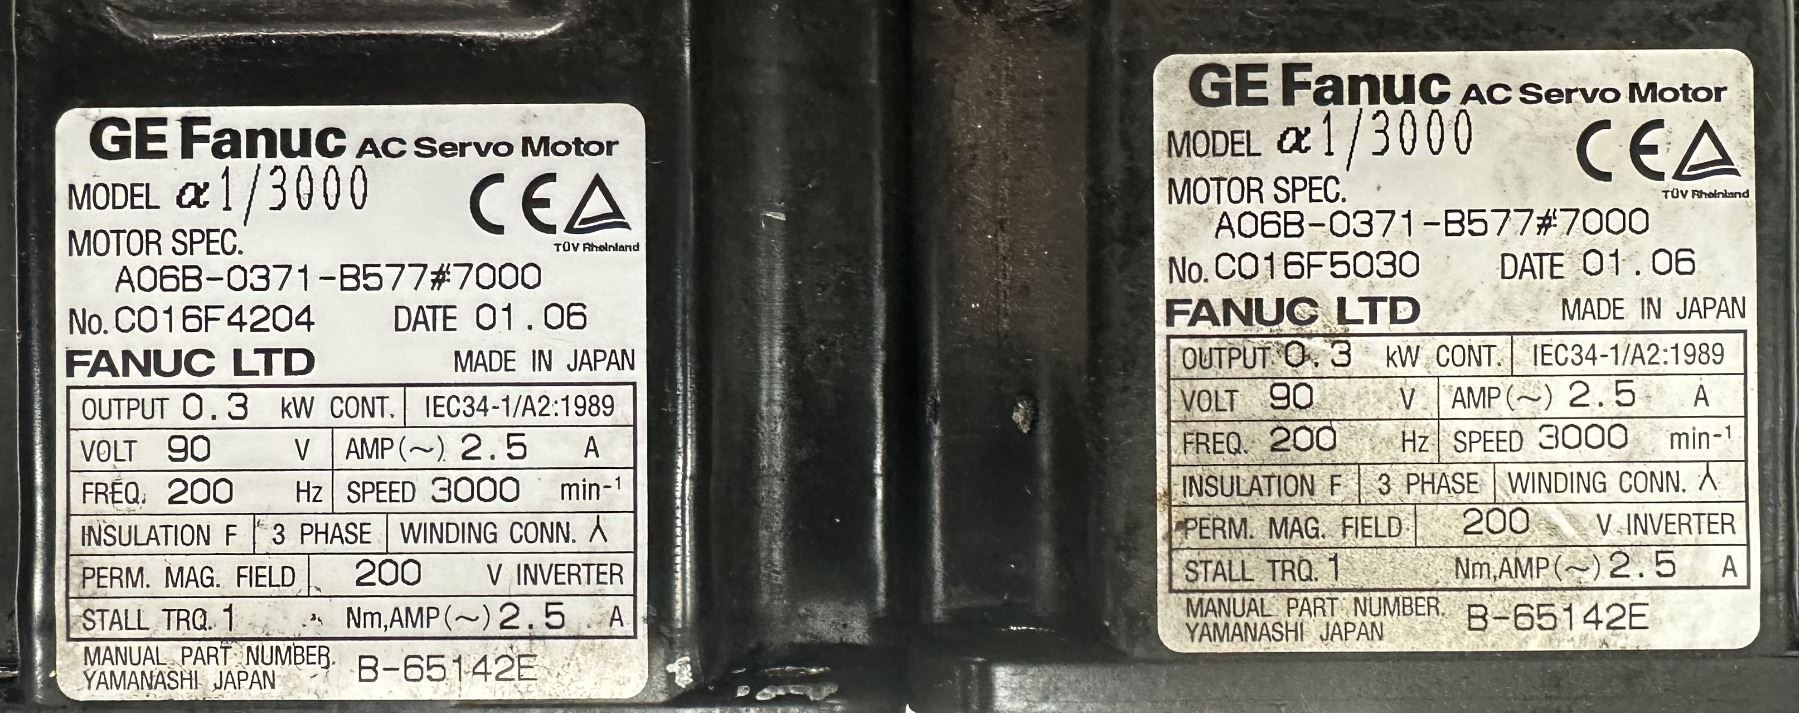 GE Fanuc AC Servo Motor
MODEL α1/3000
CE
TÜV Rheinland
MOTOR SPEC.
A06B-0371-B577#7000
No. C016F4204 DATE 01.06
FANUC LTD MADE IN JAPAN
OUTPUT 0.3 kW CONT. IEC34-1/A2:1989
VOLT 90 V AMP(~) 2.5 A
FREQ. 200 Hz SPEED 3000 min-1
INSULATION F 3 PHASE WINDING CONN. ⅄
PERM. MAG. FIELD 200 V INVERTER
STALL TRQ. 1 Nm,AMP(~) 2.5 A
MANUAL PART NUMBER. B-65142E
YAMANASHI JAPAN
GE Fanuc AC Servo Motor
MODEL α1/3000
CE
TÜV Rheinland
MOTOR SPEC.
A06B-0371-B577#7000
No. C016F5030 DATE 01.06
FANUC LTD MADE IN JAPAN
OUTPUT 0.3 kW CONT. IEC34-1/A2:1989
VOLT 90 V AMP(~) 2.5 A
FREQ. 200 Hz SPEED 3000 min-1
INSULATION F 3 PHASE WINDING CONN. ⅄
PERM. MAG. FIELD 200 V INVERTER
STALL TRQ. 1 Nm,AMP(~) 2.5 A
MANUAL PART NUMBER. B-65142E
YAMANASHI JAPAN